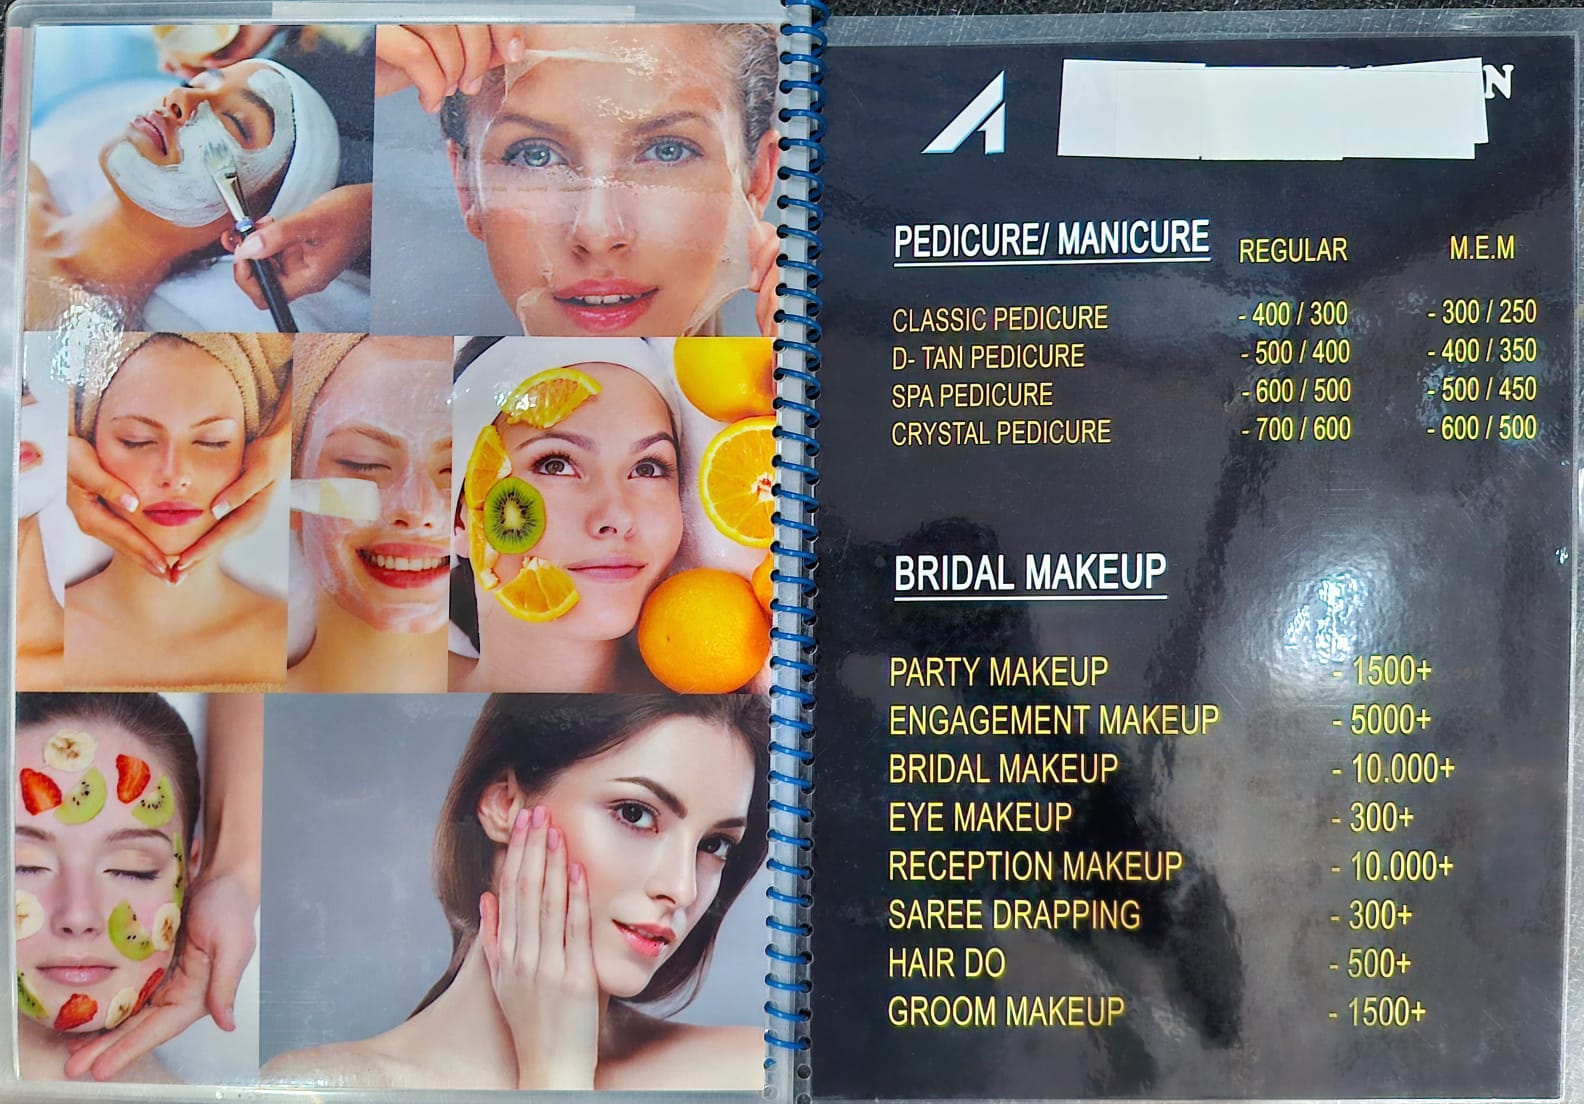 N
PEDICURE/ MANICURE REGULAR M.E.M
CLASSIC PEDICURE - 400 / 300 - 300 / 250
D- TAN PEDICURE - 500 / 400 - 400 / 350
SPA PEDICURE - 600 / 500 - 500 / 450
CRYSTAL PEDICURE - 700 / 600 - 600 / 500
BRIDAL MAKEUP
PARTY MAKEUP - 1500+
ENGAGEMENT MAKEUP - 5000+
BRIDAL MAKEUP - 10.000+
EYE MAKEUP - 300+
RECEPTION MAKEUP - 10.000+
SAREE DRAPPING - 300+
HAIR DO - 500+
GROOM MAKEUP - 1500+